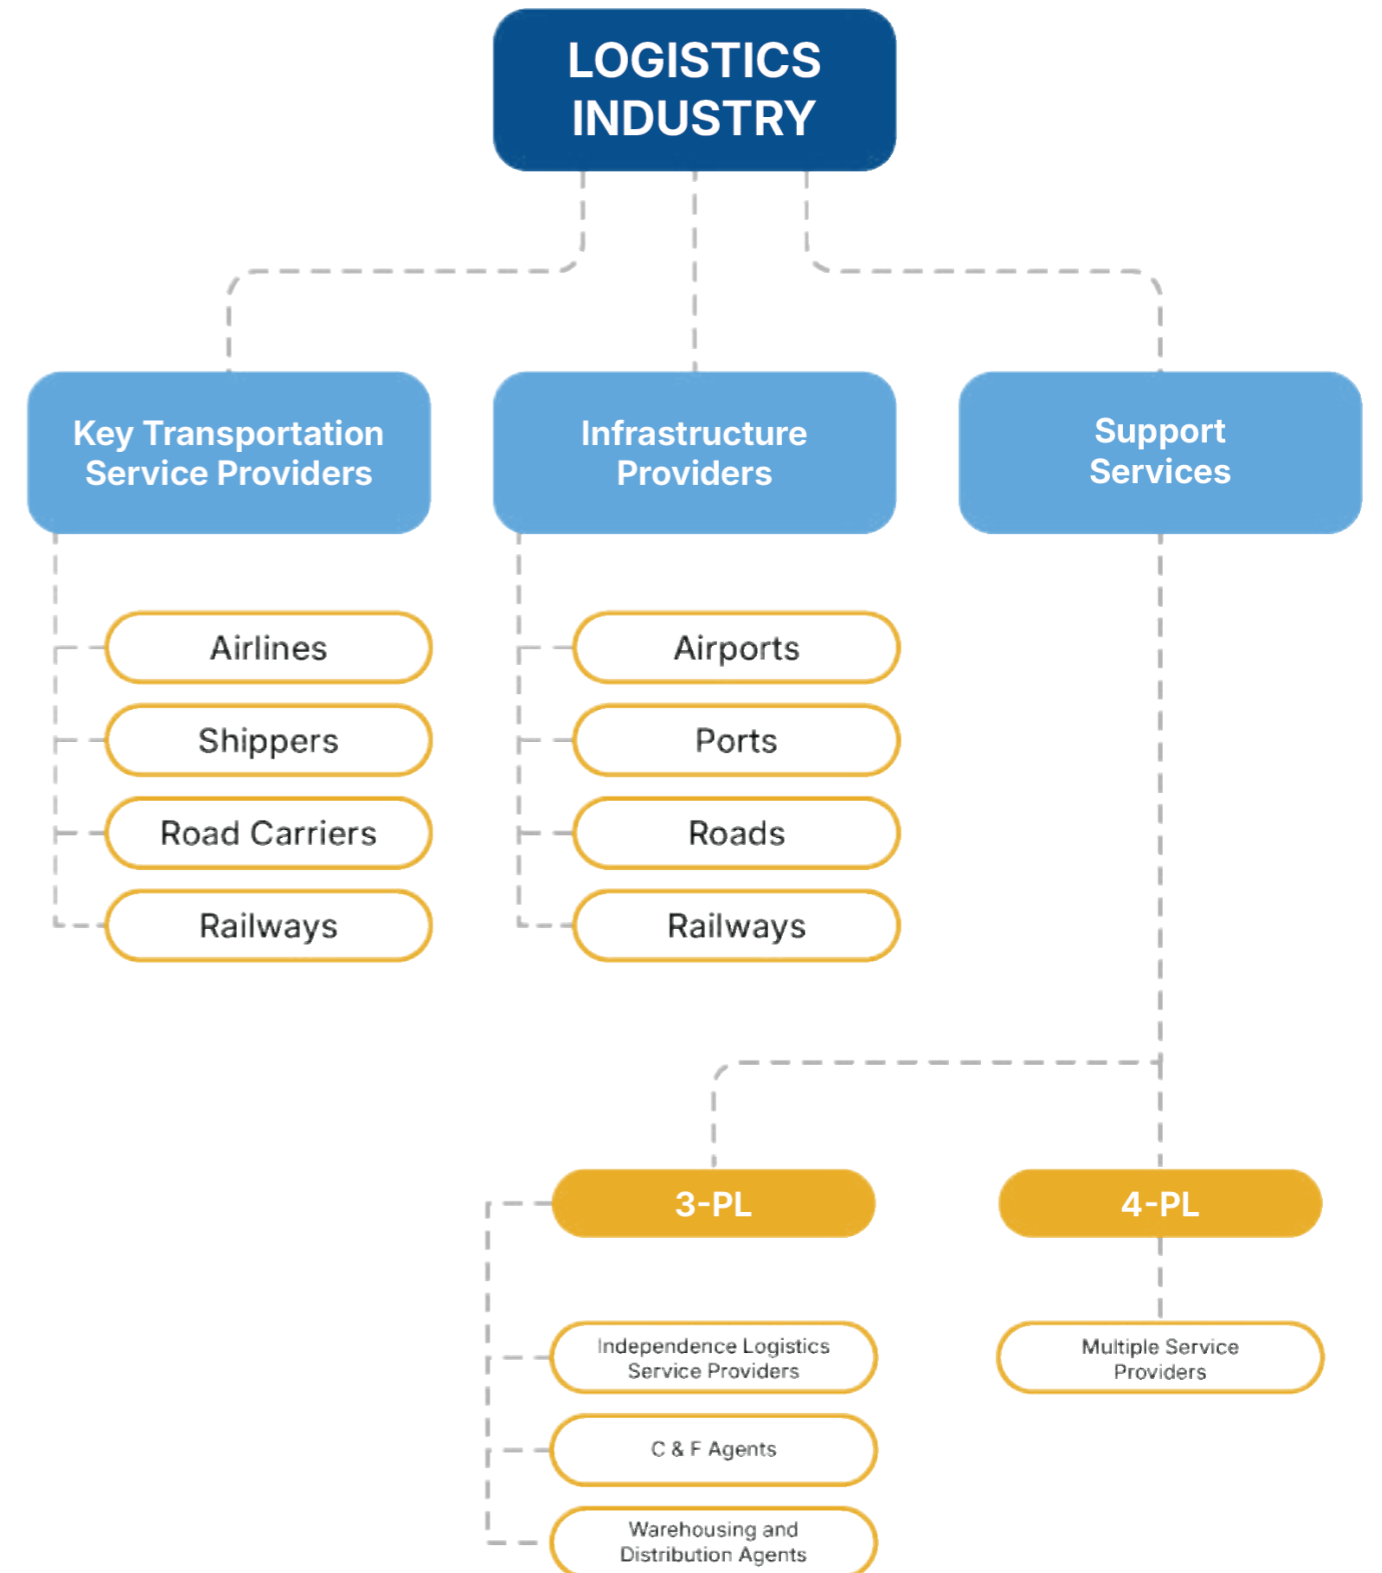 LOGISTICS
INDUSTRY
Key Transportation
Service Providers
Infrastructure
Providers
Support
Services
Airlines
Shippers
Road Carriers
Railways
Airports
Ports
Roads
Railways
3-PL
4-PL
Independence Logistics
Service Providers
C & F Agents
Warehousing and
Distribution Agents
Multiple Service
Providers